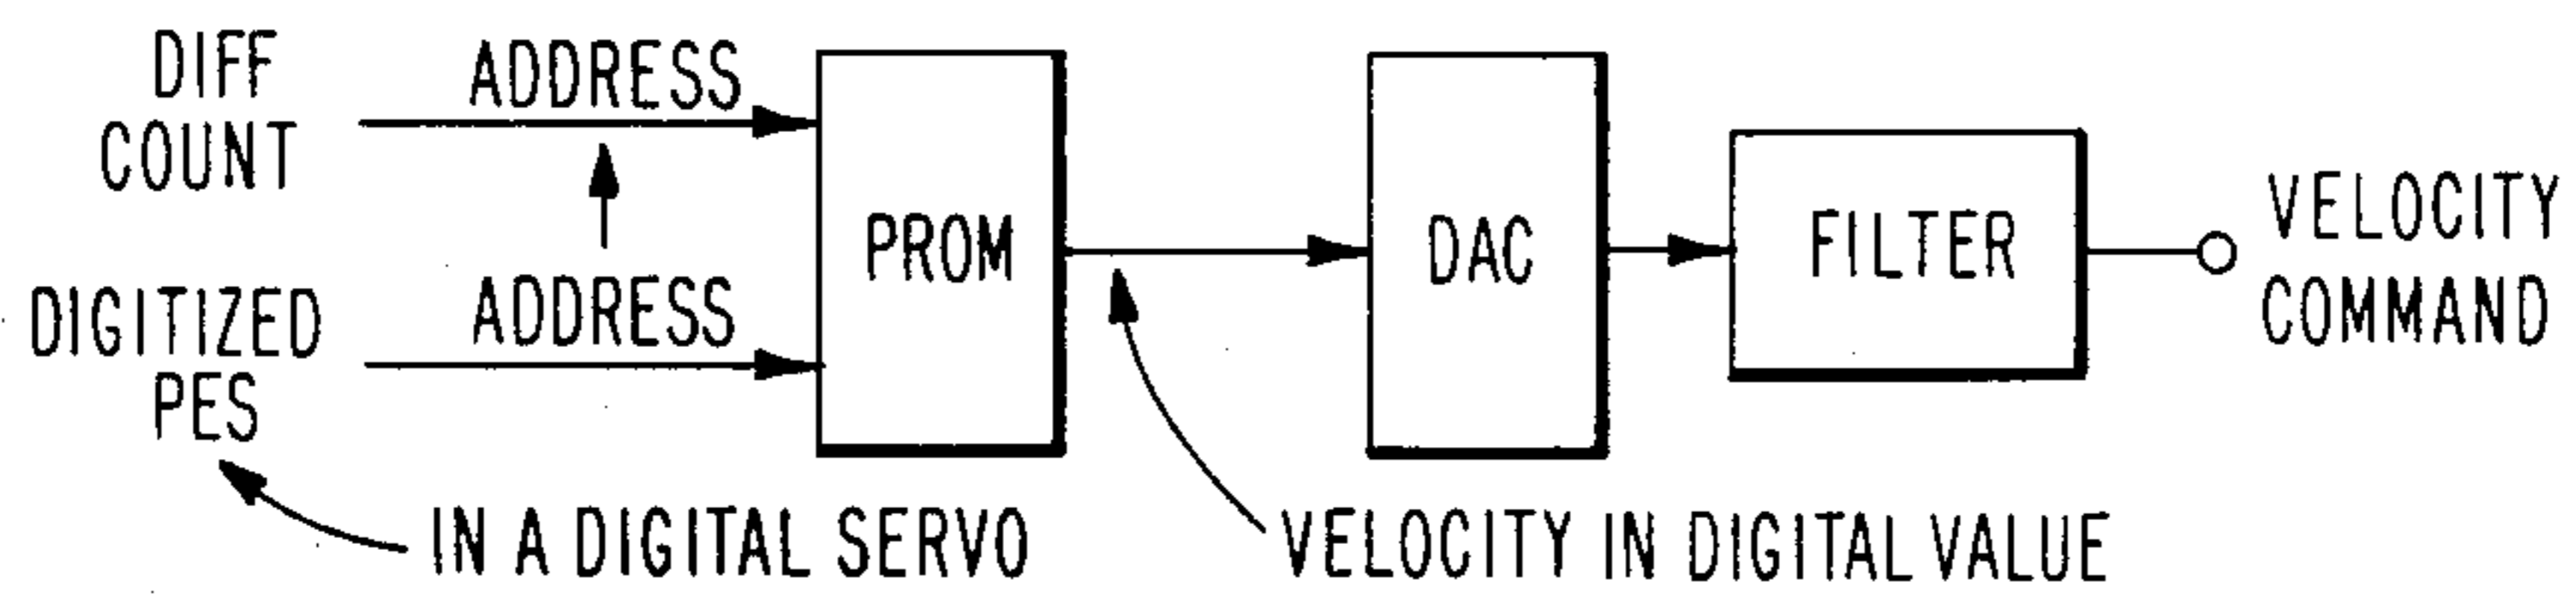 DIFF
COUNT
ADDRESS
DIGITIZED
PES
ADDRESS
PROM
DAC
FILTER
VELOCITY
COMMAND
IN A DIGITAL SERVO
VELOCITY IN DIGITAL VALUE